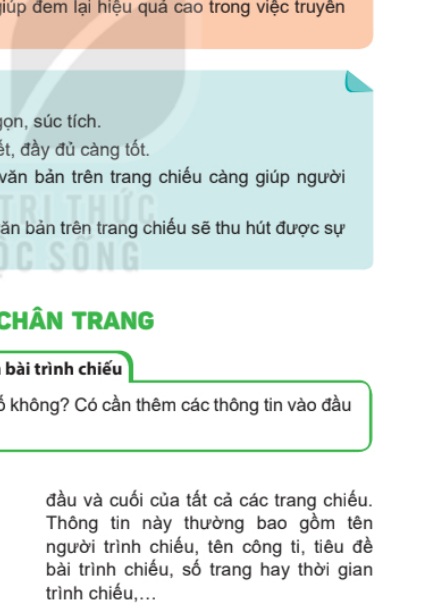 giúp đem lại hiệu quả cao trong việc truyền
gọn, súc tích.
ết, đầy đủ càng tốt.
văn bản trên trang chiếu càng giúp người
TRI THỨC
ăn bản trên trang chiếu sẽ thu hút được sự
ỘC SỐNG
CHÂN TRANG
bài trình chiếu
ố không? Có cần thêm các thông tin vào đầu
đầu và cuối của tất cả các trang chiếu.
Thông tin này thường bao gồm tên
người trình chiếu, tên công ti, tiêu đề
bài trình chiếu, số trang hay thời gian
trình chiếu,...